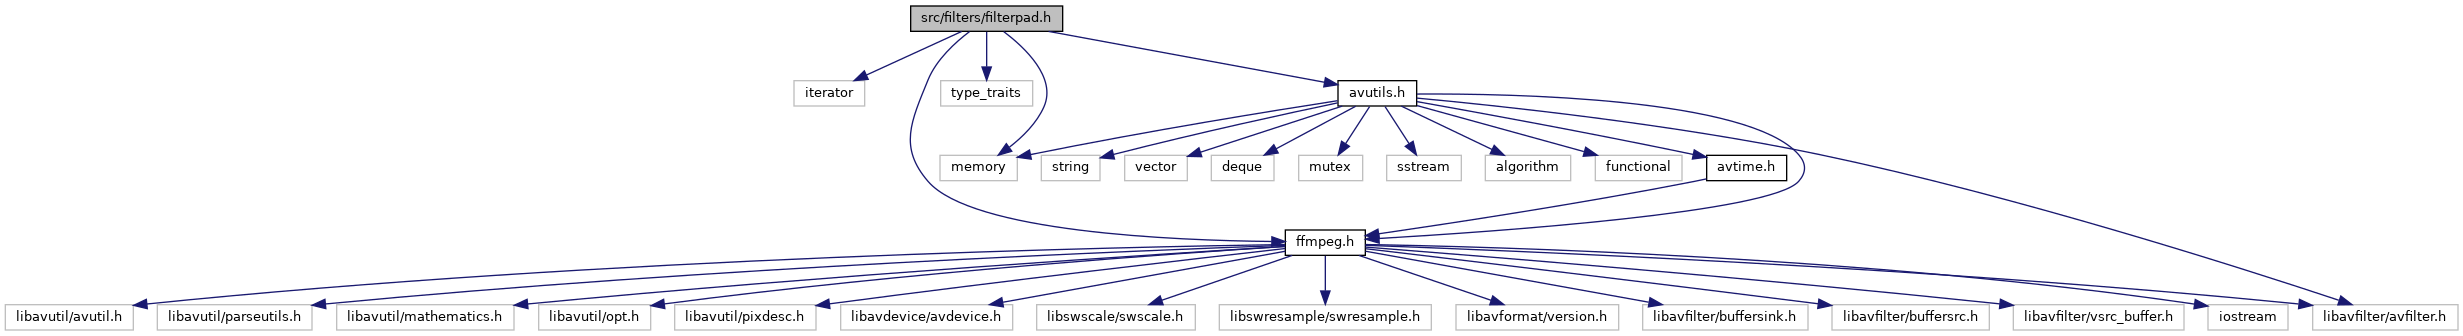 src/filters/filterpad.h
iterator
type_traits
avutils.h
memory
string
vector
deque
mutex
sstream
algorithm
functional
avtime.h
ffmpeg.h
libavutil/avutil.h
libavutil/parseutils.h
libavutil/mathematics.h
libavutil/opt.h
libavutil/pixdesc.h
libavdevice/avdevice.h
libswscale/swscale.h
libswresample/swresample.h
libavformat/version.h
libavfilter/buffersink.h
libavfilter/buffersrc.h
libavfilter/vsrc_buffer.h
iostream
libavfilter/avfilter.h